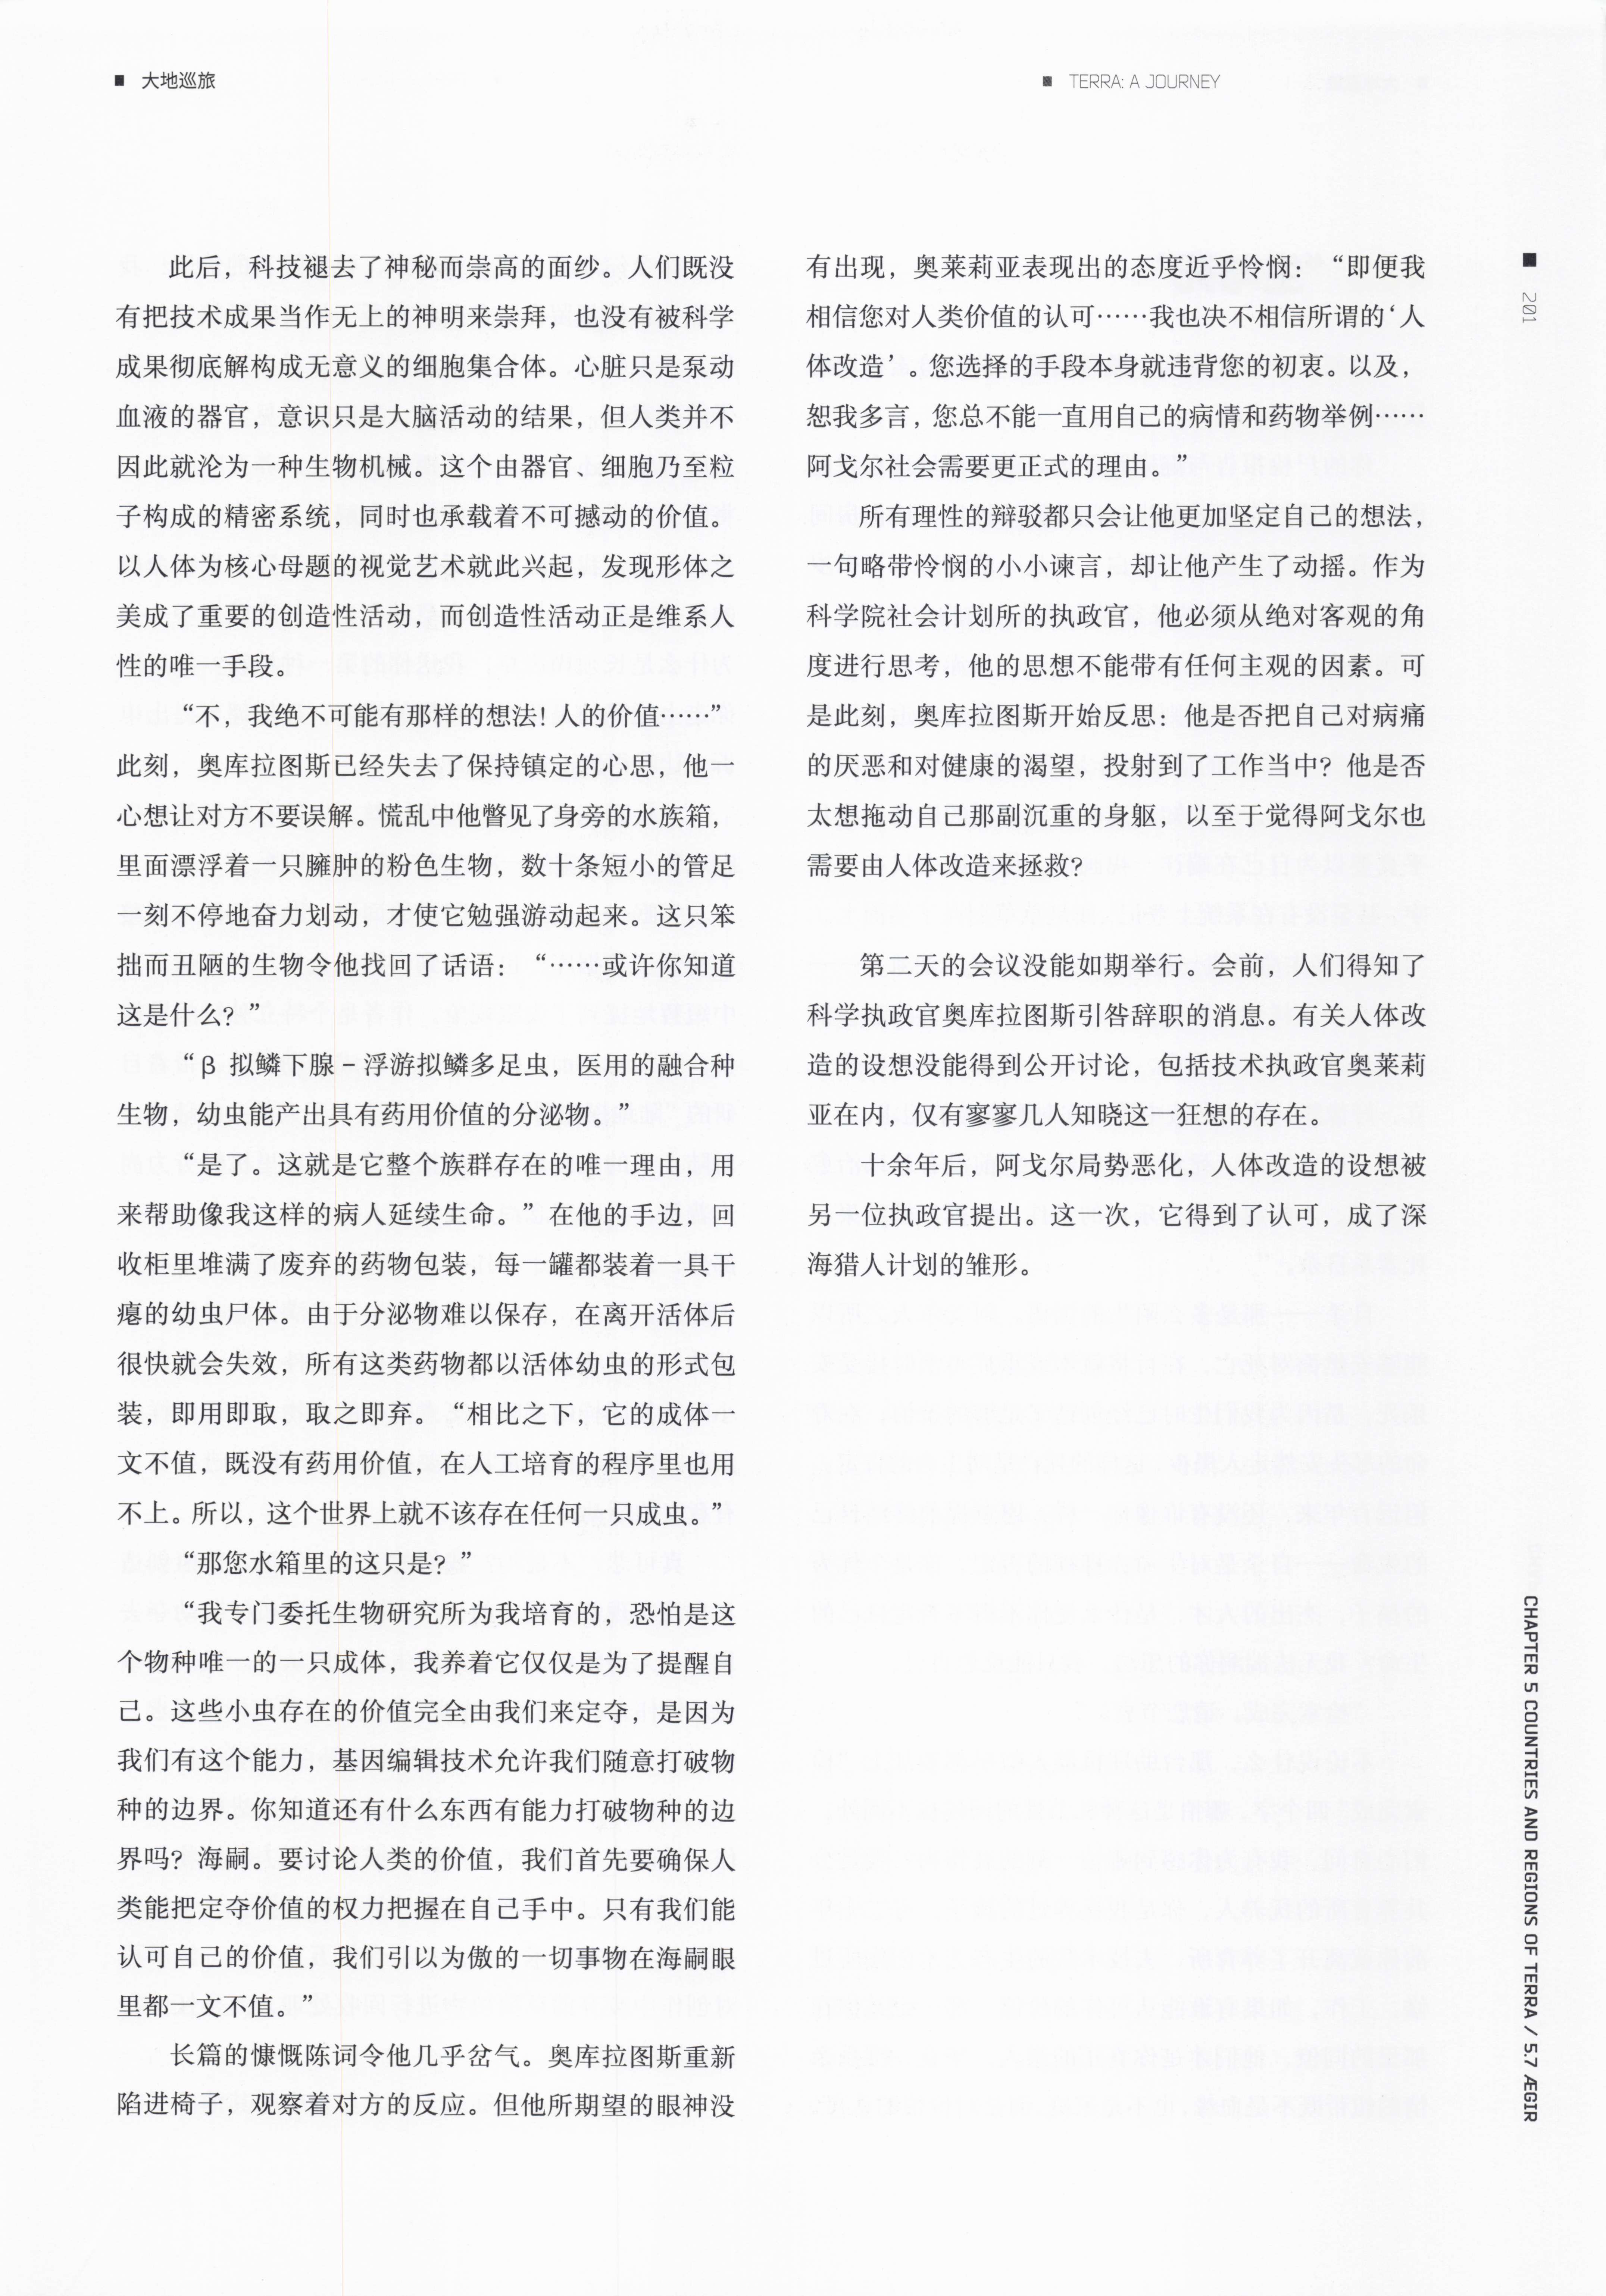 ■ 大地巡旅
■ TERRA: A JOURNEY
此后，科技褪去了神秘而崇高的面纱。人们既没
有把技术成果当作无上的神明来崇拜，也没有被科学
成果彻底解构成无意义的细胞集合体。心脏只是泵动
血液的器官，意识只是大脑活动的结果，但人类并不
因此就沦为一种生物机械。这个由器官、细胞乃至粒
子构成的精密系统，同时也承载着不可撼动的价值。
以人体为核心母题的视觉艺术就此兴起，发现形体之
美成了重要的创造性活动，而创造性活动正是维系人
性的唯一手段。
“不，我绝不可能有那样的想法！人的价值……”
此刻，奥库拉图斯已经失去了保持镇定的心思，他一
心想让对方不要误解。慌乱中他瞥见了身旁的水族箱，
里面漂浮着一只臃肿的粉色生物，数十条短小的管足
一刻不停地奋力划动，才使它勉强游动起来。这只笨
拙而丑陋的生物令他找回了话语：“……或许你知道
这是什么？”
“β 拟鳞下腺－浮游拟鳞多足虫，医用的融合种
生物，幼虫能产出具有药用价值的分泌物。”
“是了。这就是它整个族群存在的唯一理由，用
来帮助像我这样的病人延续生命。”在他的手边，回
收柜里堆满了废弃的药物包装，每一罐都装着一具干
瘪的幼虫尸体。由于分泌物难以保存，在离开活体后
很快就会失效，所有这类药物都以活体幼虫的形式包
装，即用即取，取之即弃。“相比之下，它的成体一
文不值，既没有药用价值，在人工培育的程序里也用
不上。所以，这个世界上就不该存在任何一只成虫。”
“那您水箱里的这只是？”
“我专门委托生物研究所为我培育的，恐怕是这
个物种唯一的一只成体，我养着它仅仅是为了提醒自
己。这些小虫存在的价值完全由我们来定夺，是因为
我们有这个能力，基因编辑技术允许我们随意打破物
种的边界。你知道还有什么东西有能力打破物种的边
界吗？海嗣。要讨论人类的价值，我们首先要确保人
类能把定夺价值的权力把握在自己手中。只有我们能
认可自己的价值，我们引以为傲的一切事物在海嗣眼
里都一文不值。”
长篇的慷慨陈词令他几乎岔气。奥库拉图斯重新
陷进椅子，观察着对方的反应。但他所期望的眼神没
有出现，奥莱莉亚表现出的态度近乎怜悯：“即便我
相信您对人类价值的认可……我也决不相信所谓的‘人
体改造’。您选择的手段本身就违背您的初衷。以及，
恕我多言，您总不能一直用自己的病情和药物举例……
阿戈尔社会需要更正式的理由。”
所有理性的辩驳都只会让他更加坚定自己的想法，
一句略带怜悯的小小谏言，却让他产生了动摇。作为
科学院社会计划所的执政官，他必须从绝对客观的角
度进行思考，他的思想不能带有任何主观的因素。可
是此刻，奥库拉图斯开始反思：他是否把自己对病痛
的厌恶和对健康的渴望，投射到了工作当中？他是否
太想拖动自己那副沉重的身躯，以至于觉得阿戈尔也
需要由人体改造来拯救？
第二天的会议没能如期举行。会前，人们得知了
科学执政官奥库拉图斯引咎辞职的消息。有关人体改
造的设想没能得到公开讨论，包括技术执政官奥莱莉
亚在内，仅有寥寥几人知晓这一狂想的存在。
十余年后，阿戈尔局势恶化，人体改造的设想被
另一位执政官提出。这一次，它得到了认可，成了深
海猎人计划的雏形。
■ 201
CHAPTER 5 COUNTRIES AND REGIONS OF TERRA / 5.7 ÆGIR